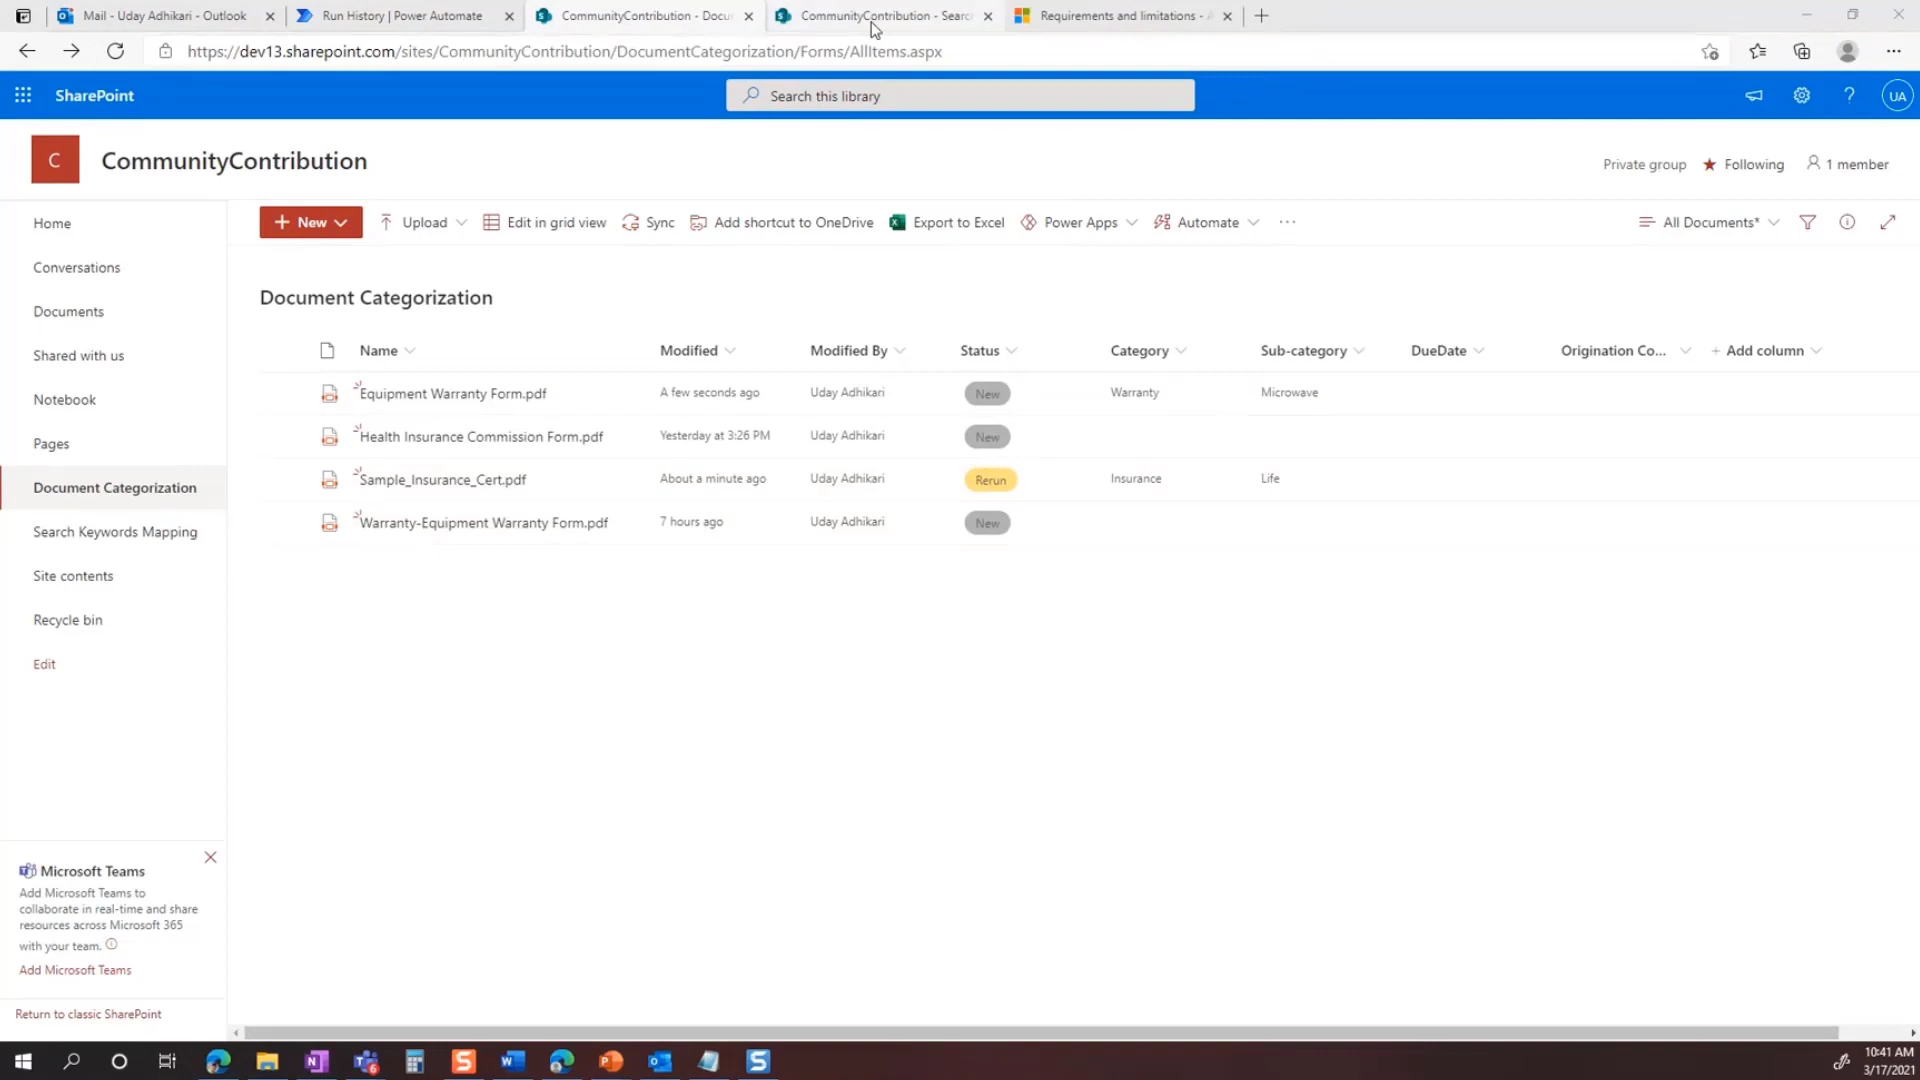 Mail - Uday Adhikari - Outlook
Run History | Power Automate
CommunityContribution - Docu
CommunityContribution - Searc
Requirements and limitations - A
https://dev13.sharepoint.com/sites/CommunityContribution/DocumentCategorization/Forms/AllItems.aspx
SharePoint
Search this library
UA
C
CommunityContribution
Private group
Following
1 member
Home
Conversations
Documents
Shared with us
Notebook
Pages
Document Categorization
Search Keywords Mapping
Site contents
Recycle bin
Edit
+ New
Upload
Edit in grid view
Sync
Add shortcut to OneDrive
Export to Excel
Power Apps
Automate
...
All Documents*
Document Categorization
Name Modified Modified By Status Category Sub-category DueDate Origination Co... + Add column
Equipment Warranty Form.pdf A few seconds ago Uday Adhikari New Warranty Microwave
Health Insurance Commission Form.pdf Yesterday at 3:26 PM Uday Adhikari New
Sample_Insurance_Cert.pdf About a minute ago Uday Adhikari Rerun Insurance Life
Warranty-Equipment Warranty Form.pdf 7 hours ago Uday Adhikari New
Microsoft Teams
Add Microsoft Teams to
collaborate in real-time and share
resources across Microsoft 365
with your team.
Add Microsoft Teams
Return to classic SharePoint
10:41 AM
3/17/2021